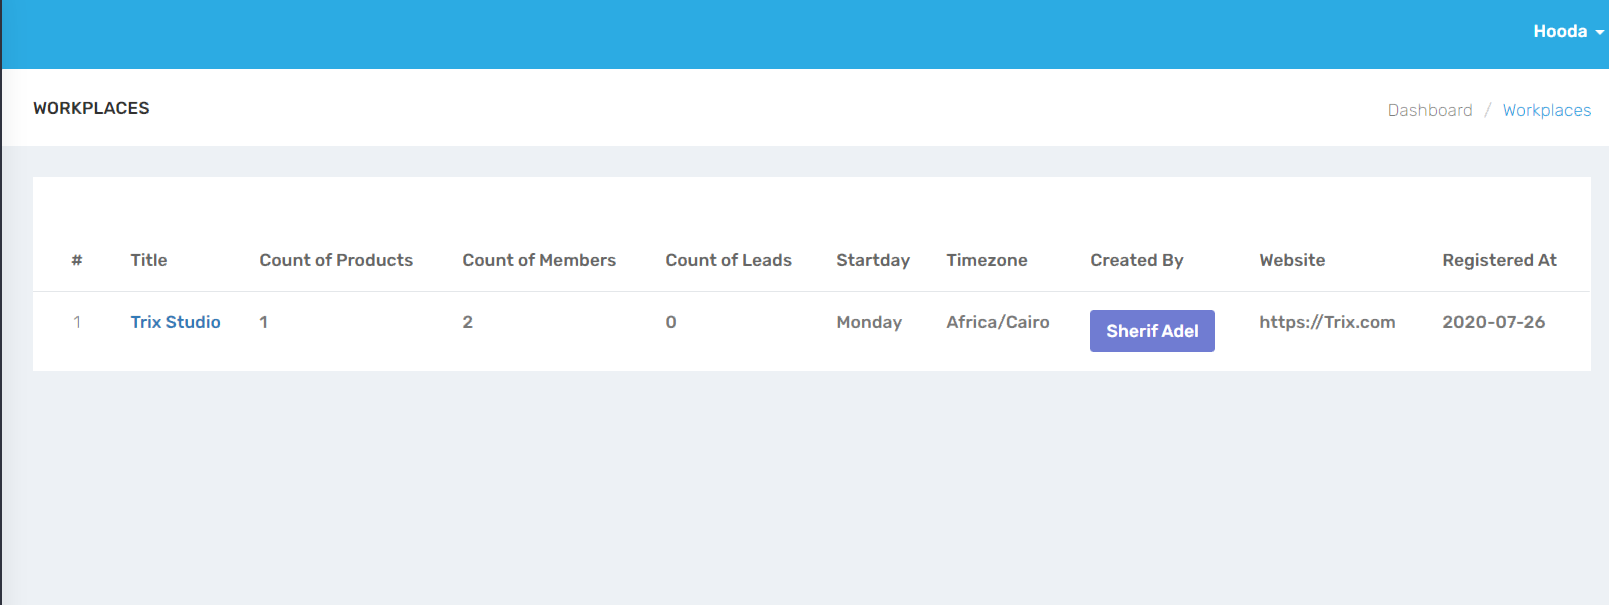 Hooda
WORKPLACES
Dashboard / Workplaces
# Title Count of Products Count of Members Count of Leads Startday Timezone Created By Website Registered At
1 Trix Studio 1 2 0 Monday Africa/Cairo Sherif Adel https://Trix.com 2020-07-26